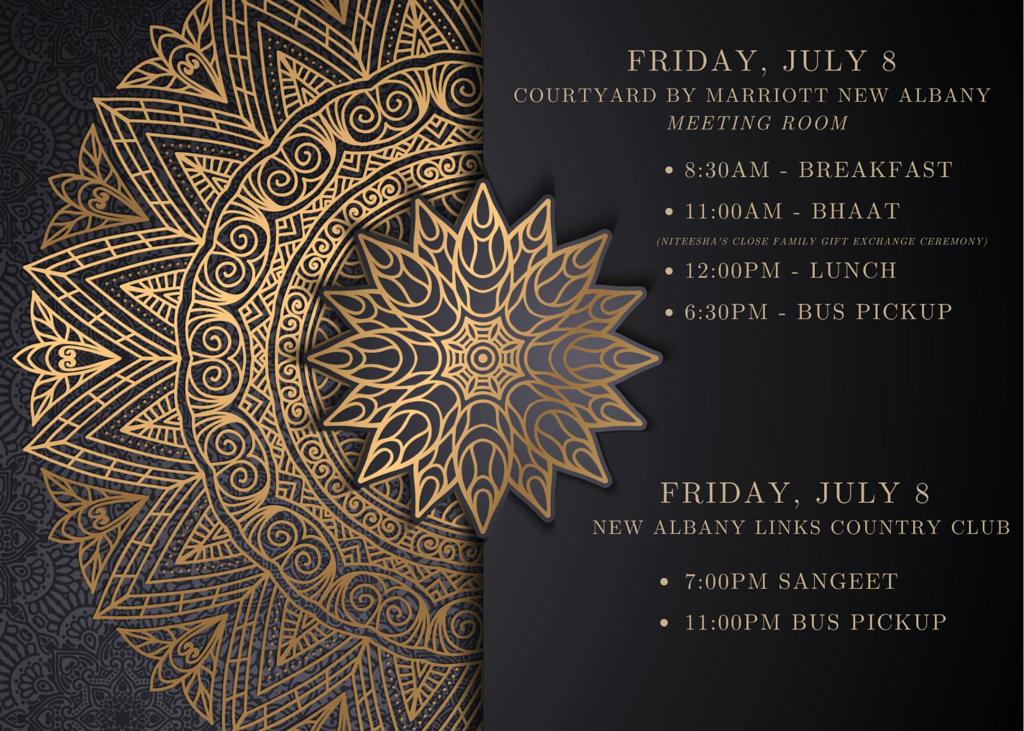 FRIDAY, JULY 8
COURTYARD BY MARRIOTT NEW ALBANY
MEETING ROOM
• 8:30AM - BREAKFAST
• 11:00AM - BHAAT
(NITEESHA'S CLOSE FAMILY GIFT EXCHANGE CEREMONY)
• 12:00PM - LUNCH
• 6:30PM - BUS PICKUP
FRIDAY, JULY 8
NEW ALBANY LINKS COUNTRY CLUB
• 7:00PM SANGEET
• 11:00PM BUS PICKUP